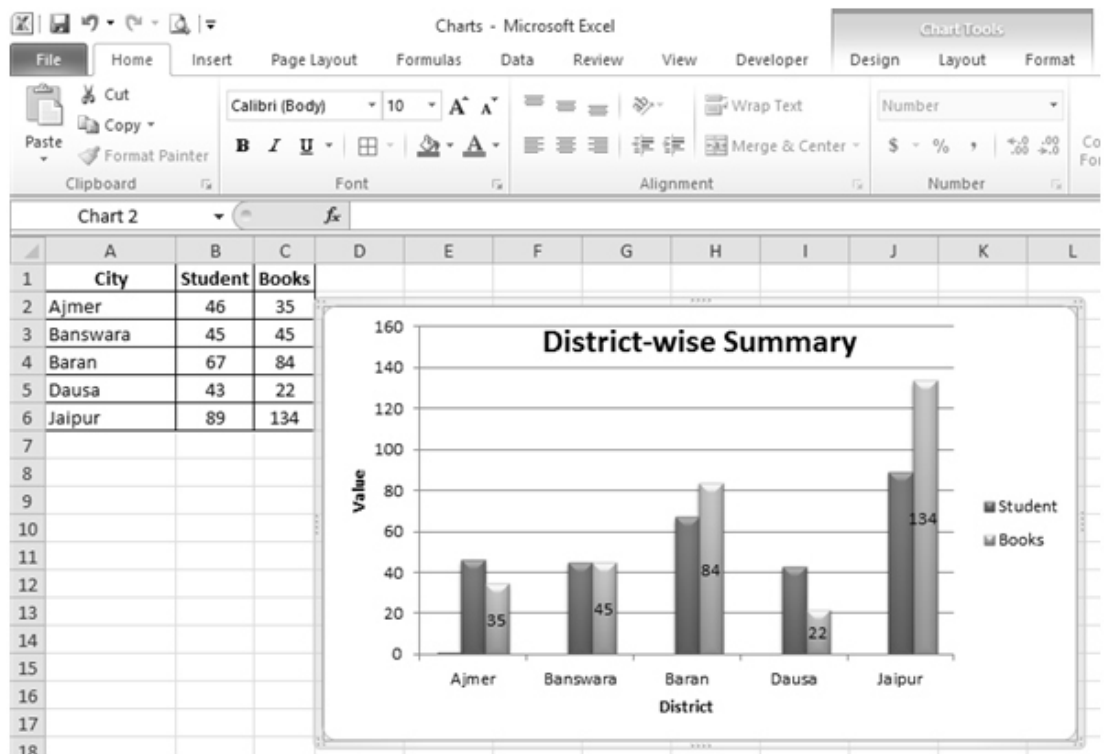 Charts - Microsoft Excel
Chart Tools
File Home Insert Page Layout Formulas Data Review View Developer Design Layout Format
Cut
Copy
Format Painter
Paste
Clipboard
Calibri (Body) 10
B I U A
Font
Wrap Text
Merge & Center
Alignment
Number
$ % ,
Number
Co
For
Chart 2 fx
A B C D E F G H I J K L
1 City Student Books
2 Ajmer 46 35
3 Banswara 45 45
4 Baran 67 84
5 Dausa 43 22
6 Jaipur 89 134
7
8
9
10
11
12
13
14
15
16
17
18
District-wise Summary
160
140
120
100
80
60
40
20
0
Value
35 45 84 22 134
Ajmer Banswara Baran Dausa Jaipur
District
Student
Books